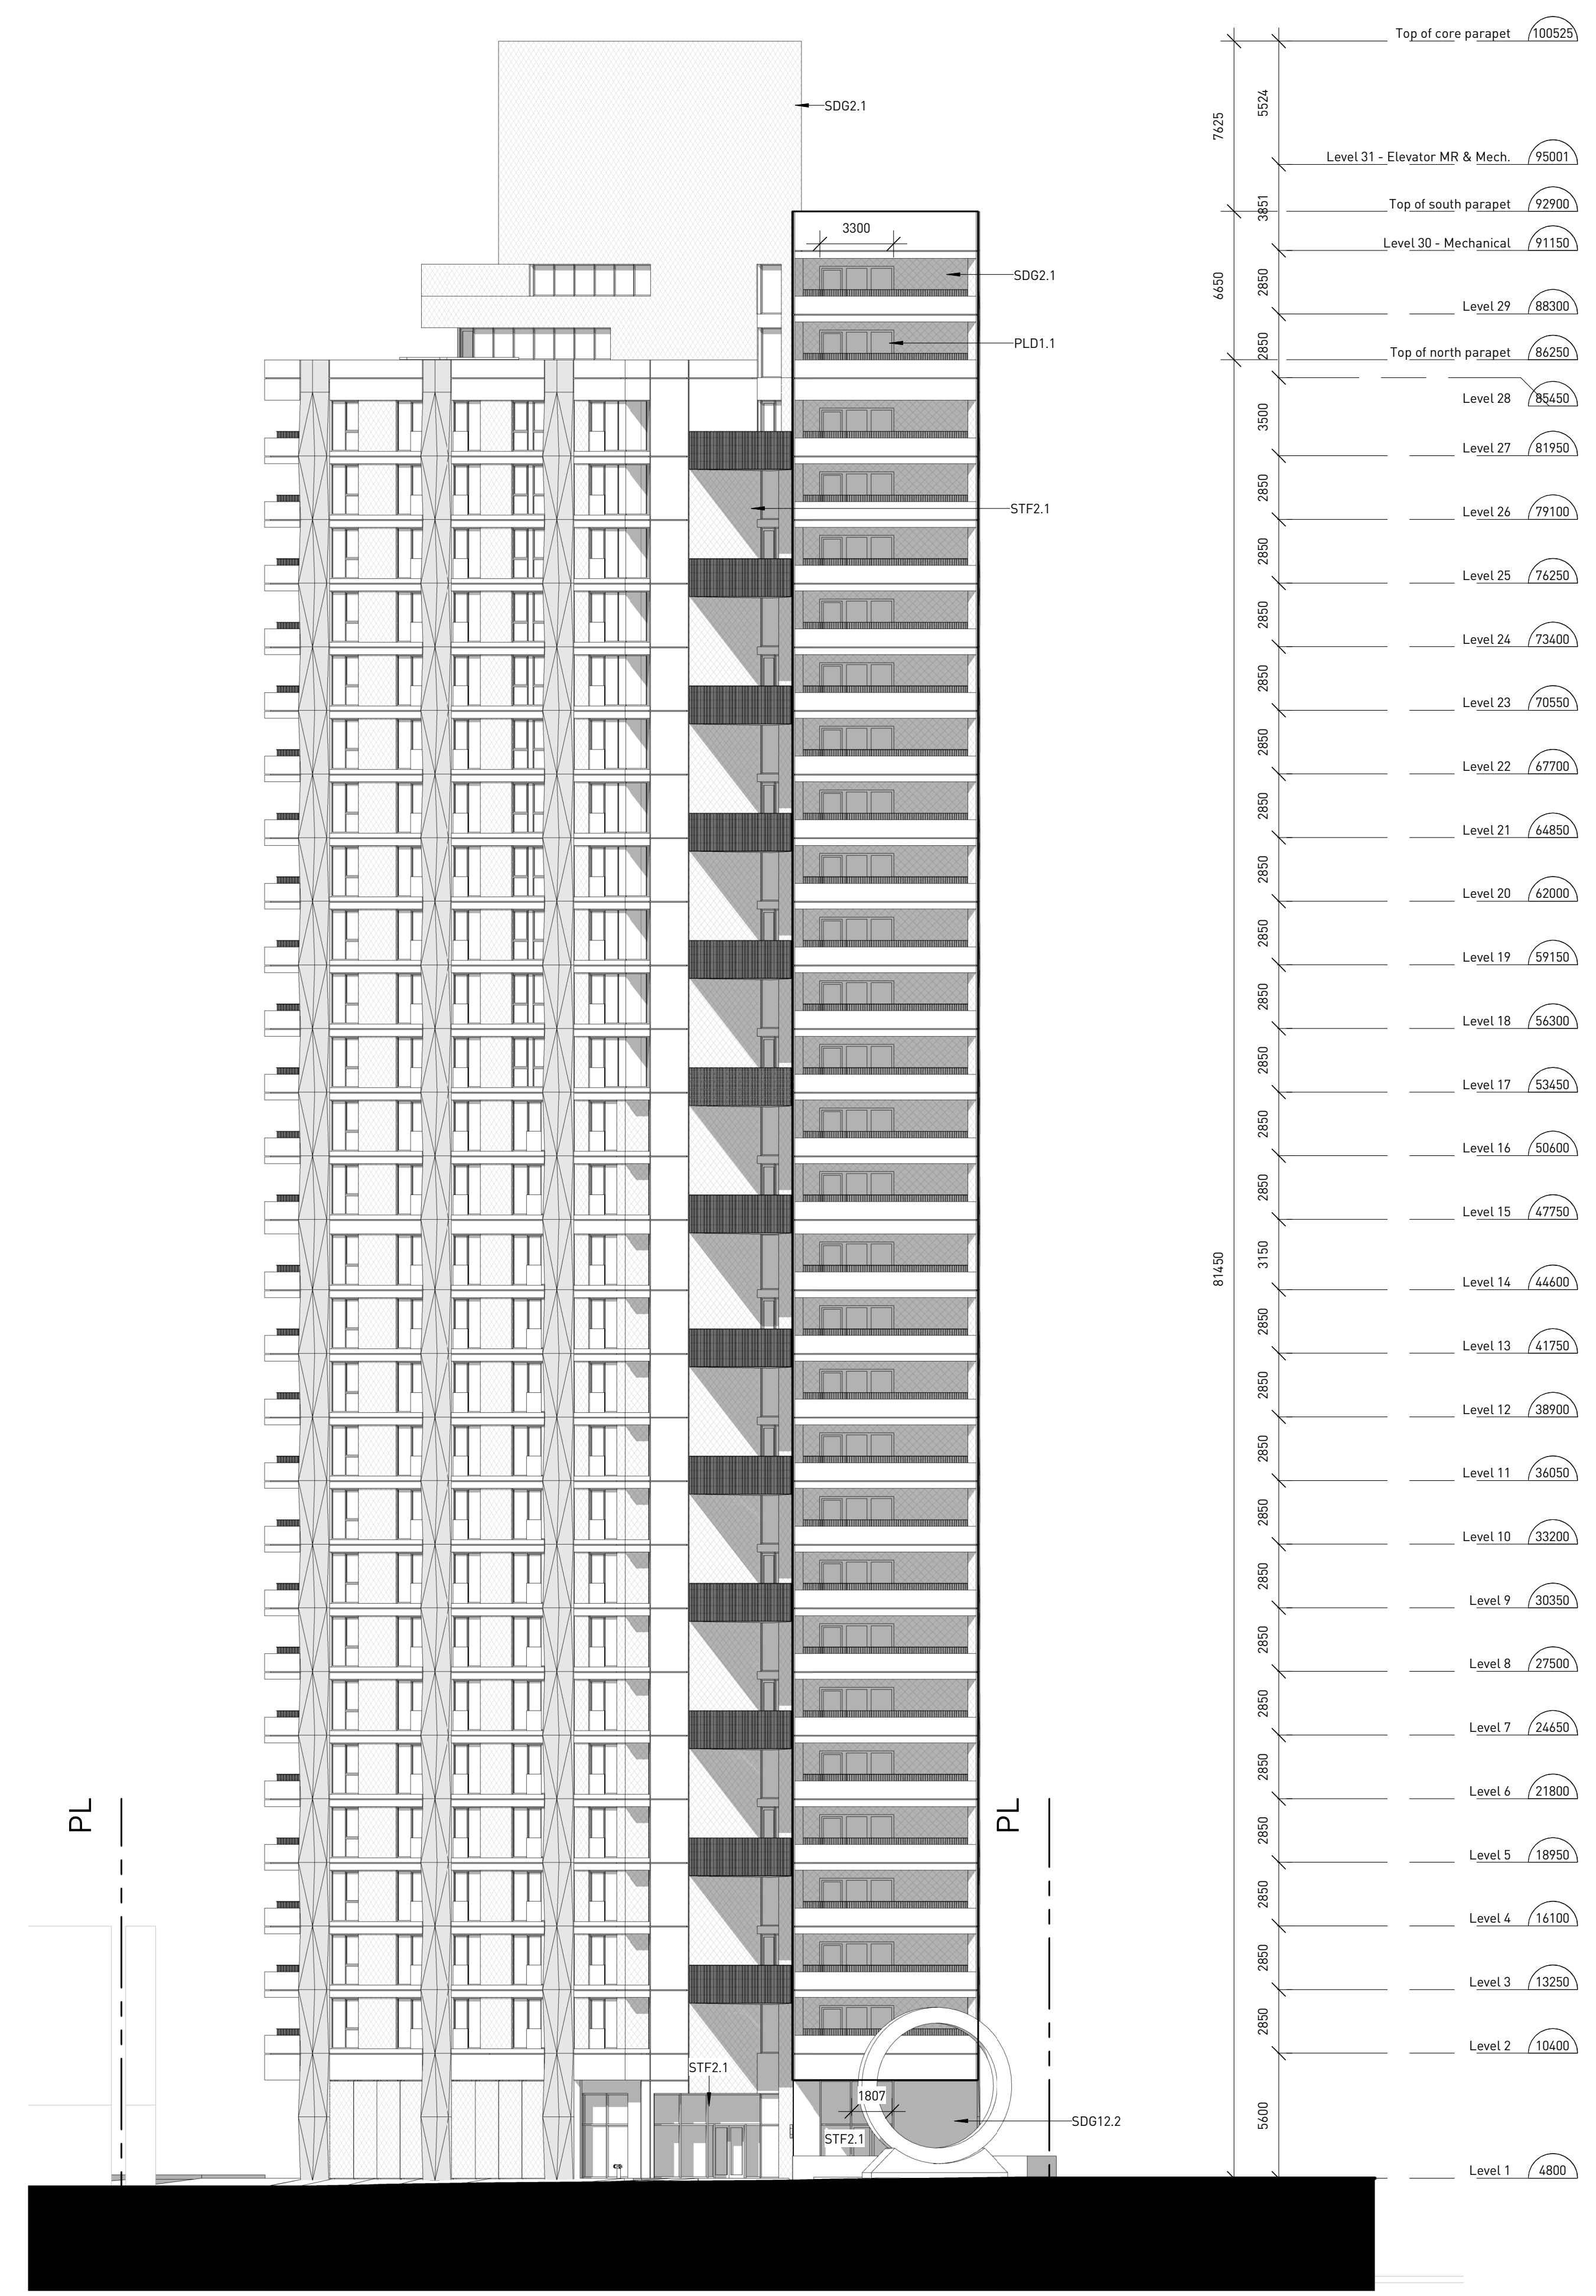 Top of core parapet 100525
5524
SDG2.1
7625
Level 31 - Elevator MR & Mech. 95001
Top of south parapet 92900
3851
3300
Level 30 - Mechanical 91150
SDG2.1
6650
2850
Level 29 88300
PLD1.1
2850
Top of north parapet 86250
Level 28 85450
3500
Level 27 81950
2850
STF2.1
Level 26 79100
2850
Level 25 76250
2850
Level 24 73400
2850
Level 23 70550
2850
Level 22 67700
2850
Level 21 64850
2850
Level 20 62000
2850
Level 19 59150
2850
Level 18 56300
2850
Level 17 53450
2850
Level 16 50600
2850
Level 15 47750
81450
3150
Level 14 44600
2850
Level 13 41750
2850
Level 12 38900
2850
Level 11 36050
2850
Level 10 33200
2850
Level 9 30350
2850
Level 8 27500
2850
Level 7 24650
2850
Level 6 21800
PL
PL
2850
Level 5 18950
2850
Level 4 16100
2850
Level 3 13250
2850
Level 2 10400
STF2.1
1807
SDG12.2
5600
STF2.1
Level 1 4800